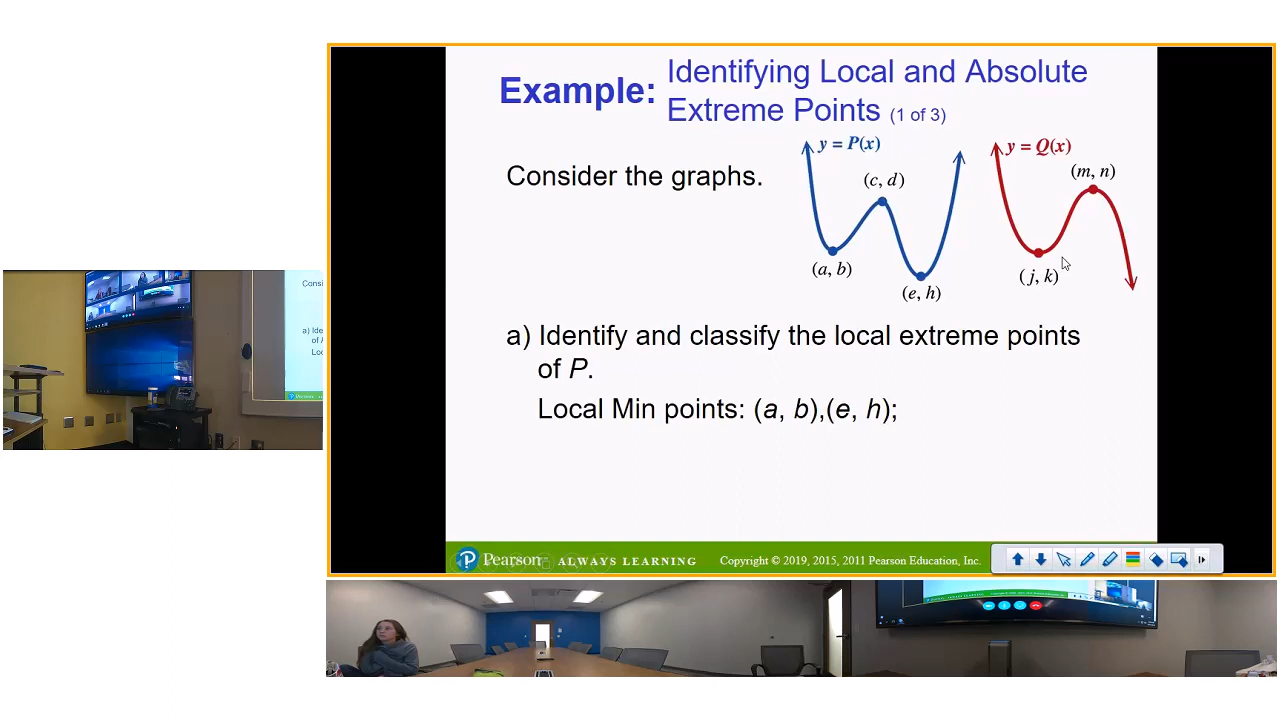 Example: Identifying Local and Absolute
Extreme Points (1 of 3)
Consider the graphs.
y = P(x)
(c, d)
(a, b)
(e, h)
y = Q(x)
(m, n)
(j, k)
a) Identify and classify the local extreme points
of P.
Local Min points: (a, b),(e, h);
Pearson ALWAYS LEARNING Copyright © 2019, 2015, 2011 Pearson Education, Inc.